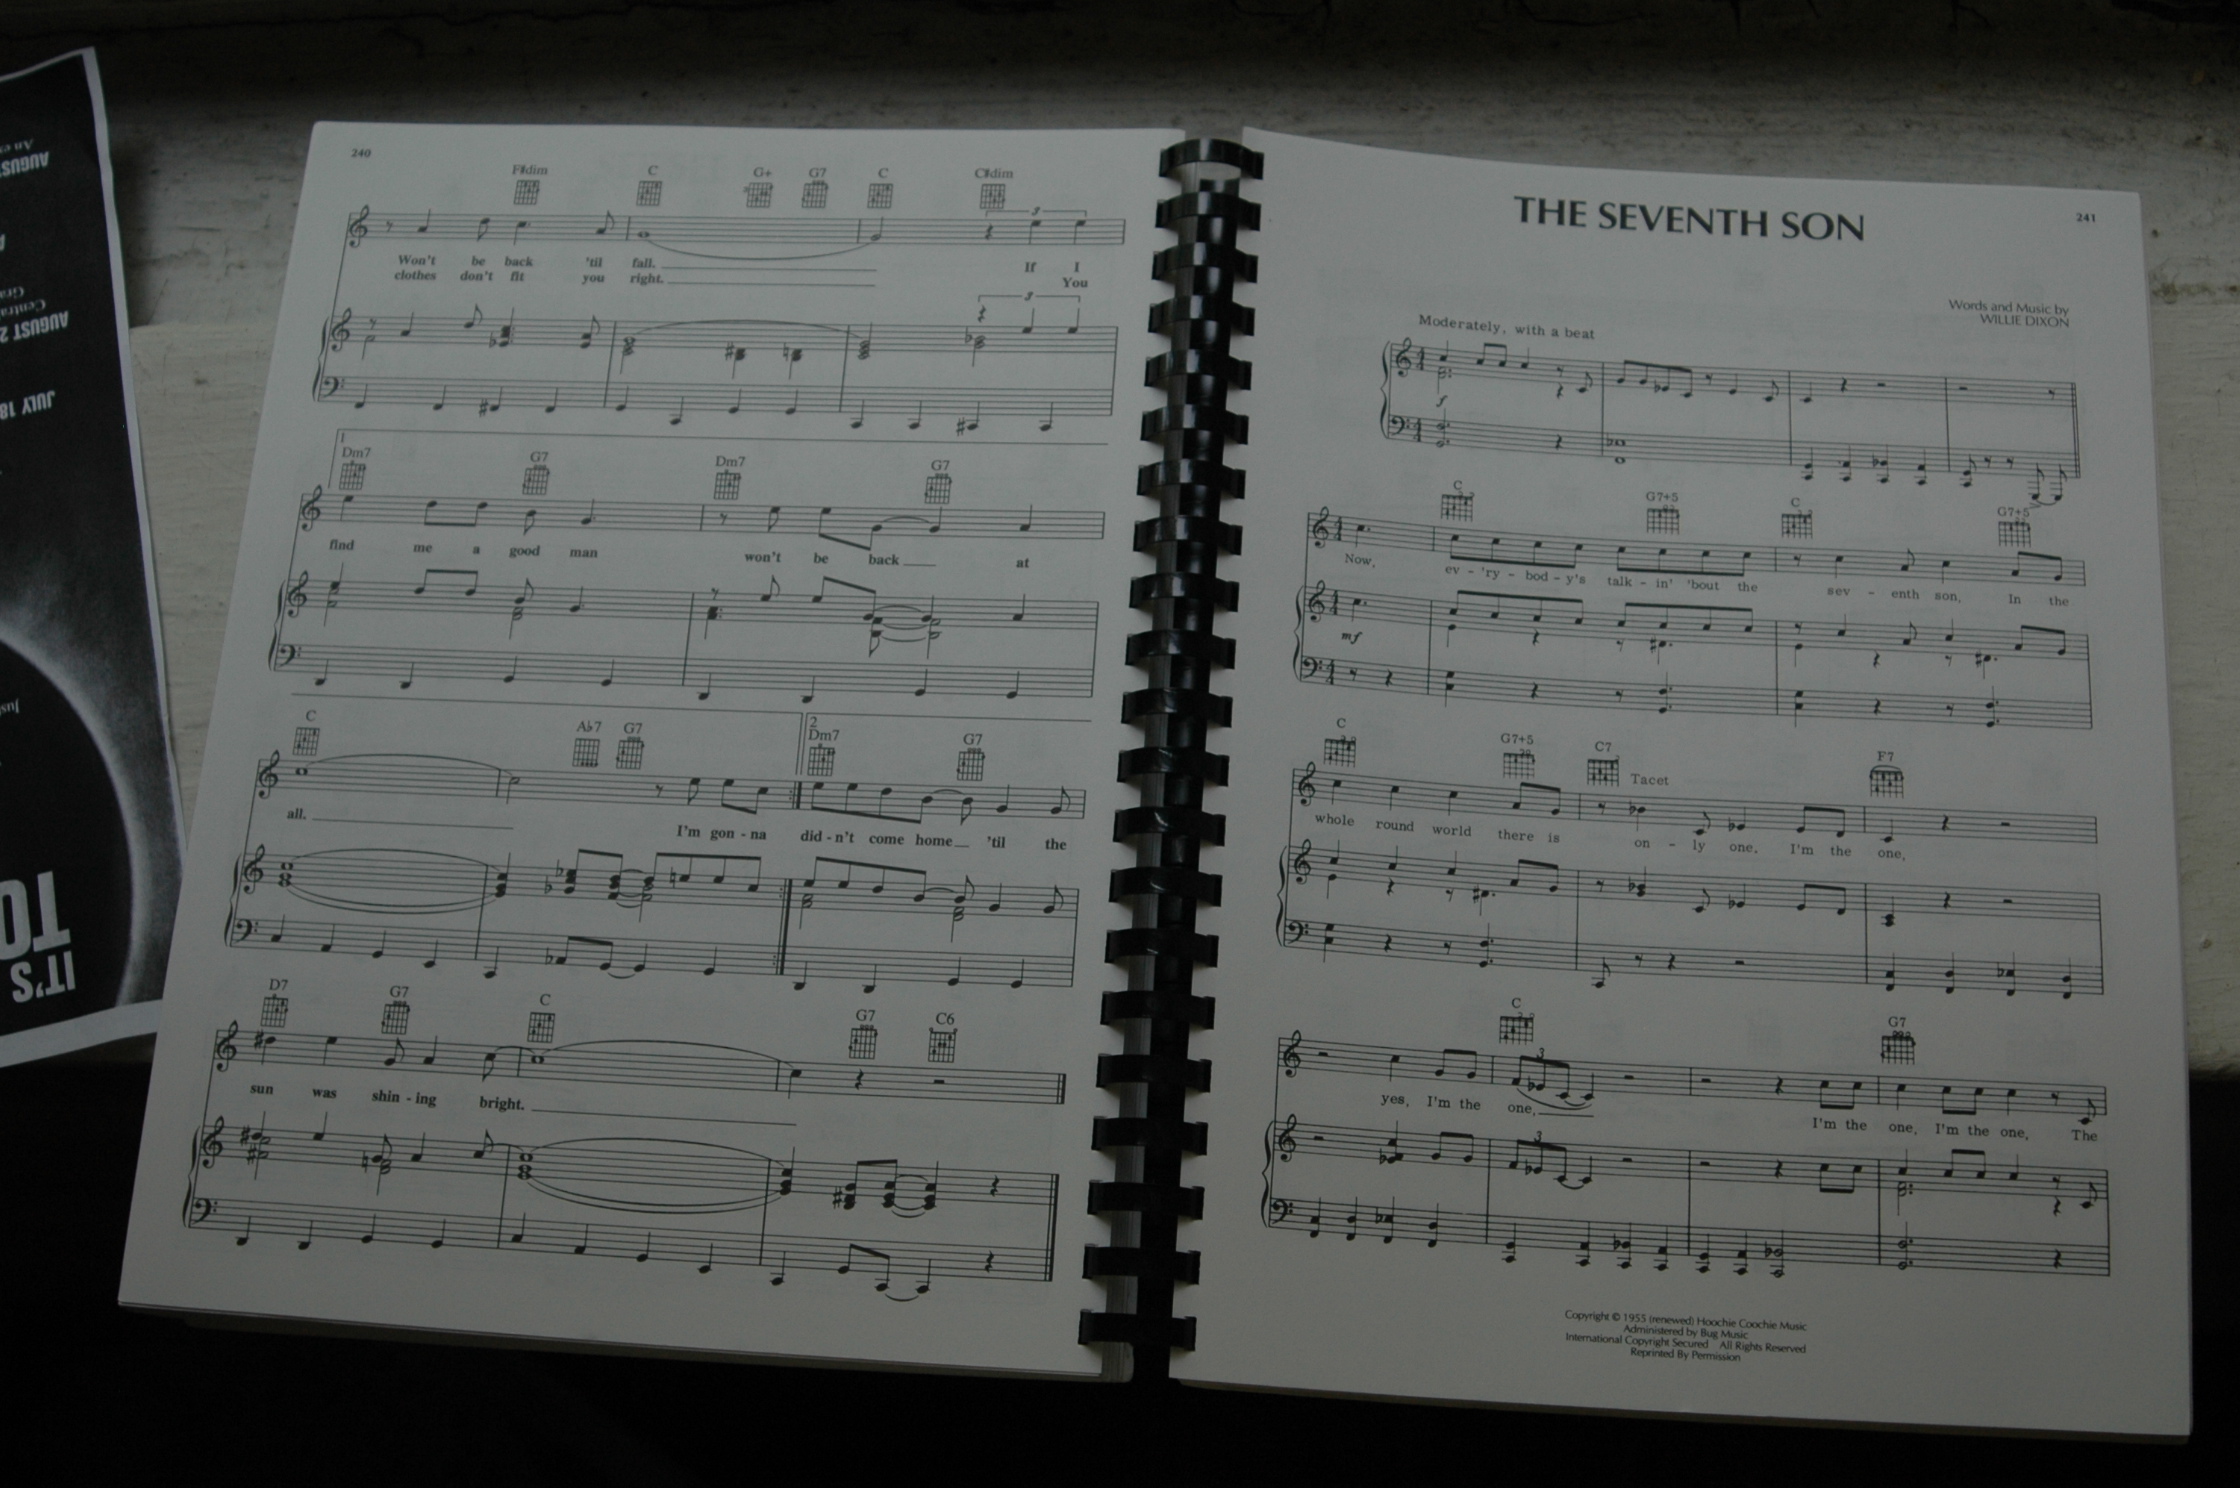 AUGUST
An
AUGUST 2
Central
JULY 18
IT'S
TO
240
F#dim C G+ G7 C C#dim
3
Won't be back 'til fall. If I
clothes don't fit you right. You
3
1
Dm7 G7 Dm7 G7
find me a good man won't be back at
C Ab7 G7
2
Dm7 G7
all. I'm gon - na did - n't come home 'til the
D7 G7 C G7 C6
sun was shin - ing bright.
THE SEVENTH SON
241
Words and Music by
WILLIE DIXON
Moderately, with a beat
f
C G7+5 C G7+5
Now, ev - 'ry - bod - y's talk - in' 'bout the sev - enth son, In the
mf
C G7+5 C7 Tacet F7
whole round world there is on - ly one. I'm the one,
C G7
3
yes, I'm the one, I'm the one, I'm the one, The
3
Copyright © 1955 (renewed) Hoochie Coochie Music
Administered by Bug Music
International Copyright Secured All Rights Reserved
Reprinted By Permission